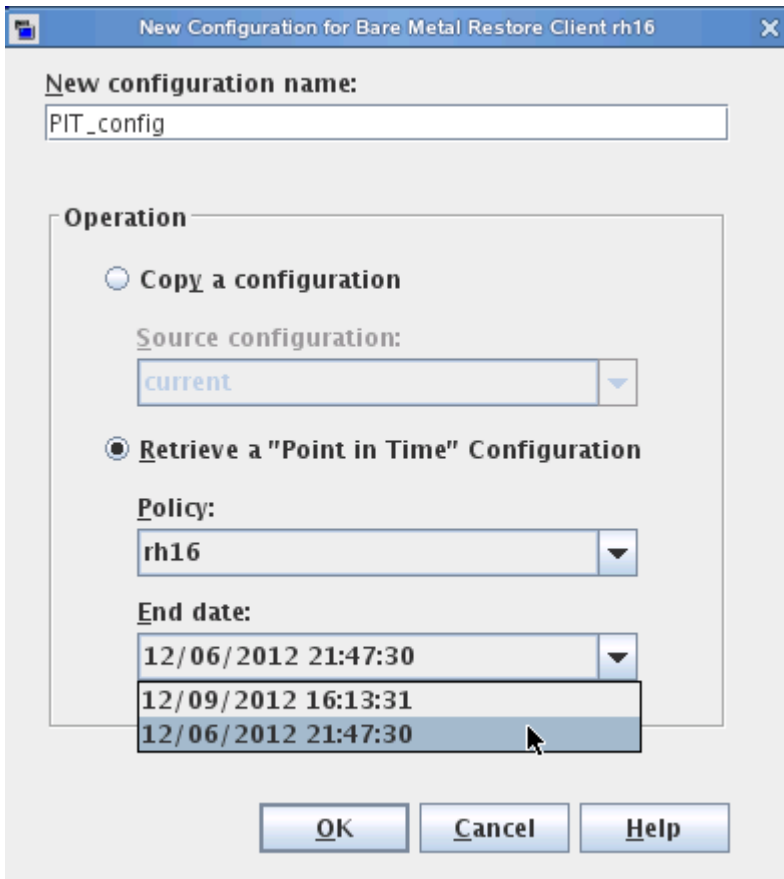 New Configuration for Bare Metal Restore Client rh16
New configuration name:
PIT_config
Operation
Copy a configuration
Source configuration:
current
Retrieve a "Point in Time" Configuration
Policy:
rh16
End date:
12/06/2012 21:47:30
12/09/2012 16:13:31
12/06/2012 21:47:30
OK Cancel Help